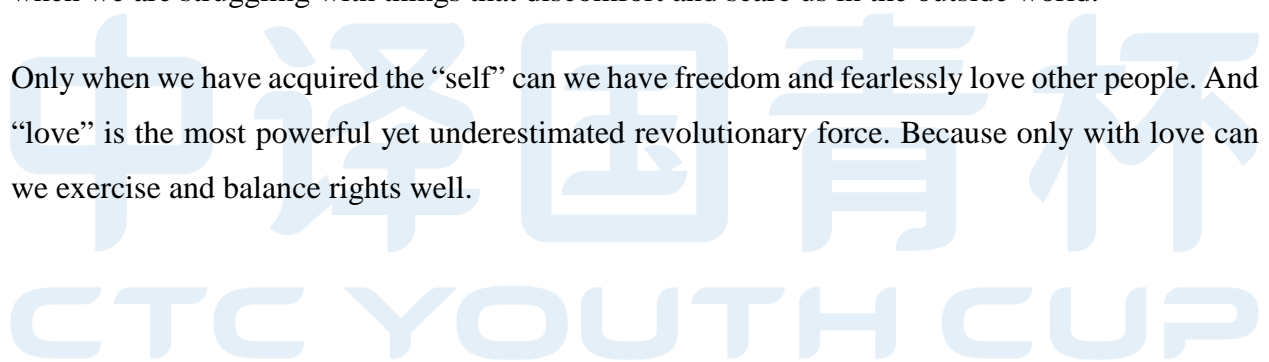 when we are struggling with things that discomfort and scare us in the outside world.
Only when we have acquired the “self” can we have freedom and fearlessly love other people. And
“love” is the most powerful yet underestimated revolutionary force. Because only with love can
we exercise and balance rights well.
中译国青杯
CTC YOUTH CUP